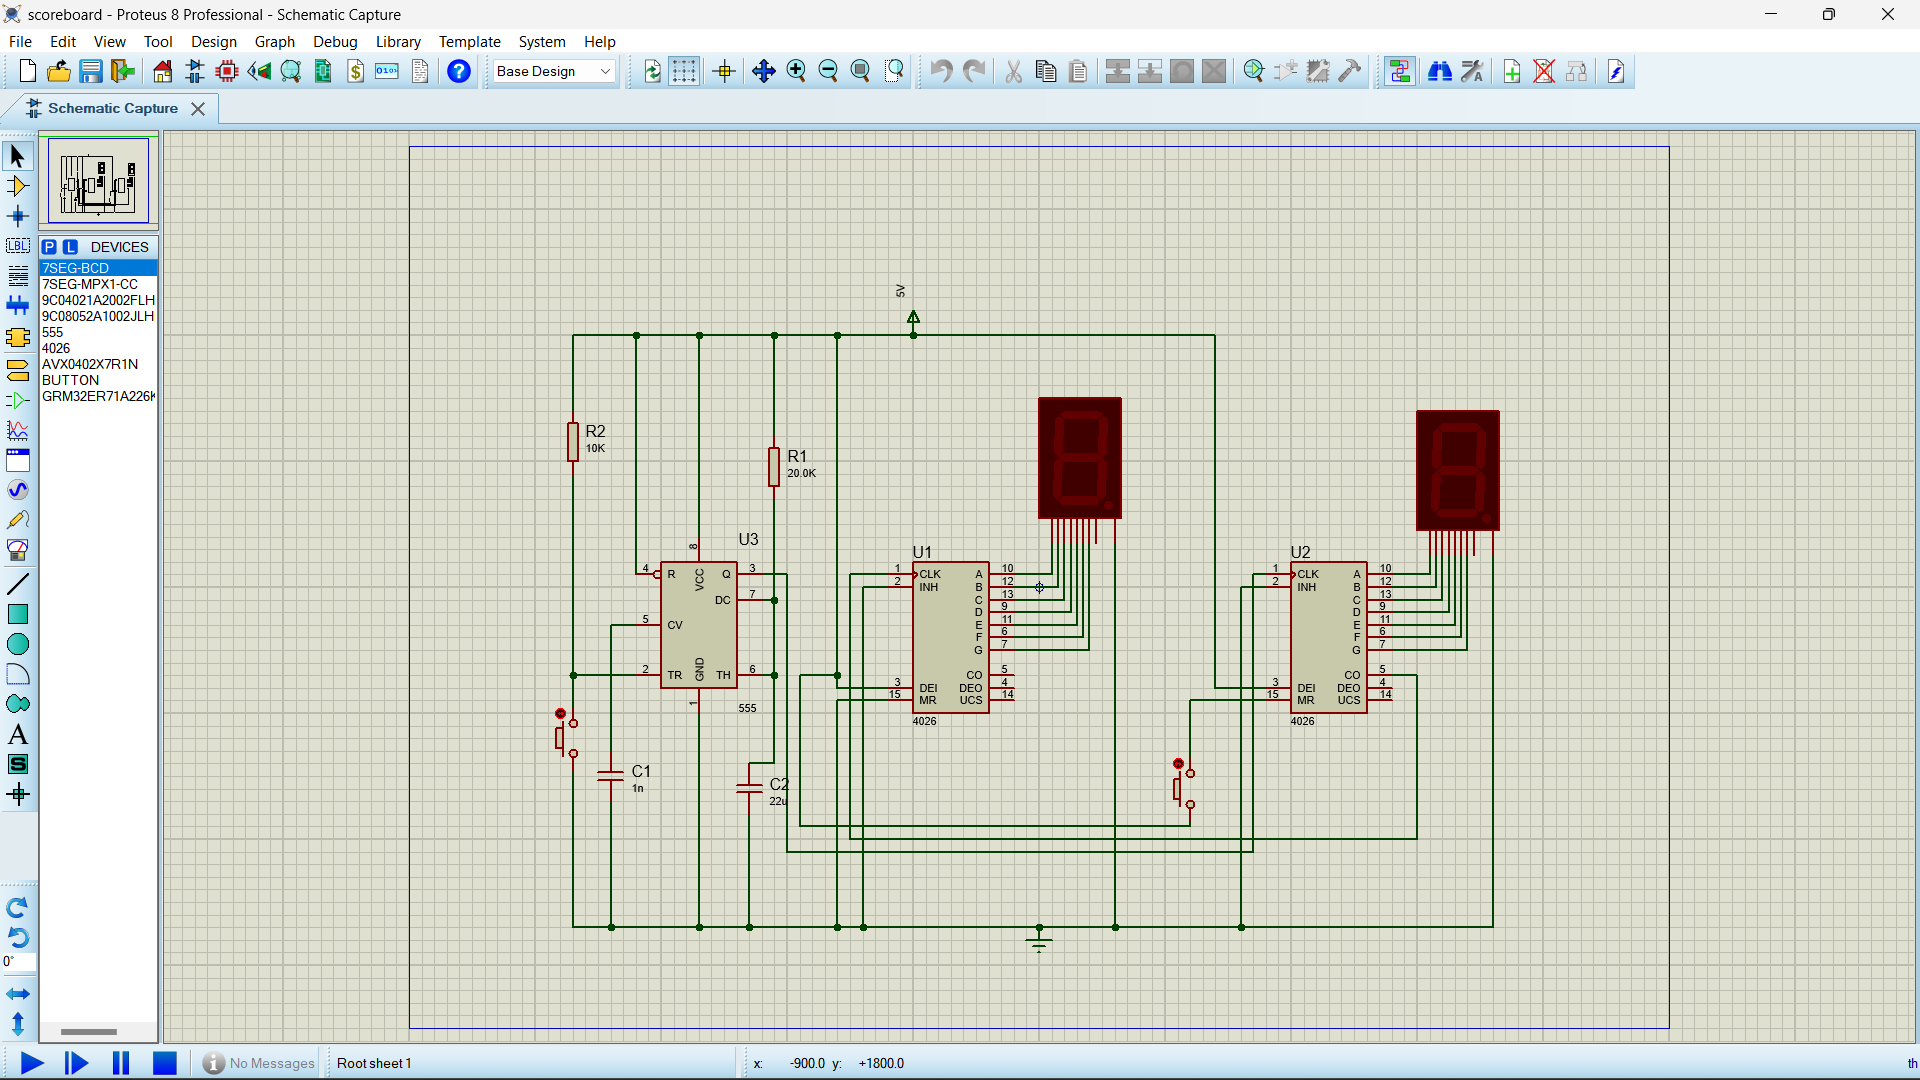 scoreboard - Proteus 8 Professional - Schematic Capture
File Edit View Tool Design Graph Debug Library Template System Help
Base Design
Schematic Capture
P L DEVICES
7SEG-BCD
7SEG-MPX1-CC
9C04021A2002FLH
9C08052A1002JLH
555
4026
AVX0402X7R1N
BUTTON
GRM32ER71A226K
LBL
A
S
0°
5V
R2
10K
R1
20.0K
U3
8
VCC
4 R
Q 3
DC 7
5 CV
2 TR
GND
TH 6
1
555
C1
1n
C2
22u
U1
1 CLK A 10
2 INH B 12
C 13
D 9
E 11
F 6
G 7
CO 5
3 DEI DEO 4
15 MR UCS 14
4026
U2
1 CLK A 10
2 INH B 12
C 13
D 9
E 11
F 6
G 7
CO 5
3 DEI DEO 4
15 MR UCS 14
4026
No Messages
Root sheet 1
x: -900.0 y: +1800.0
th